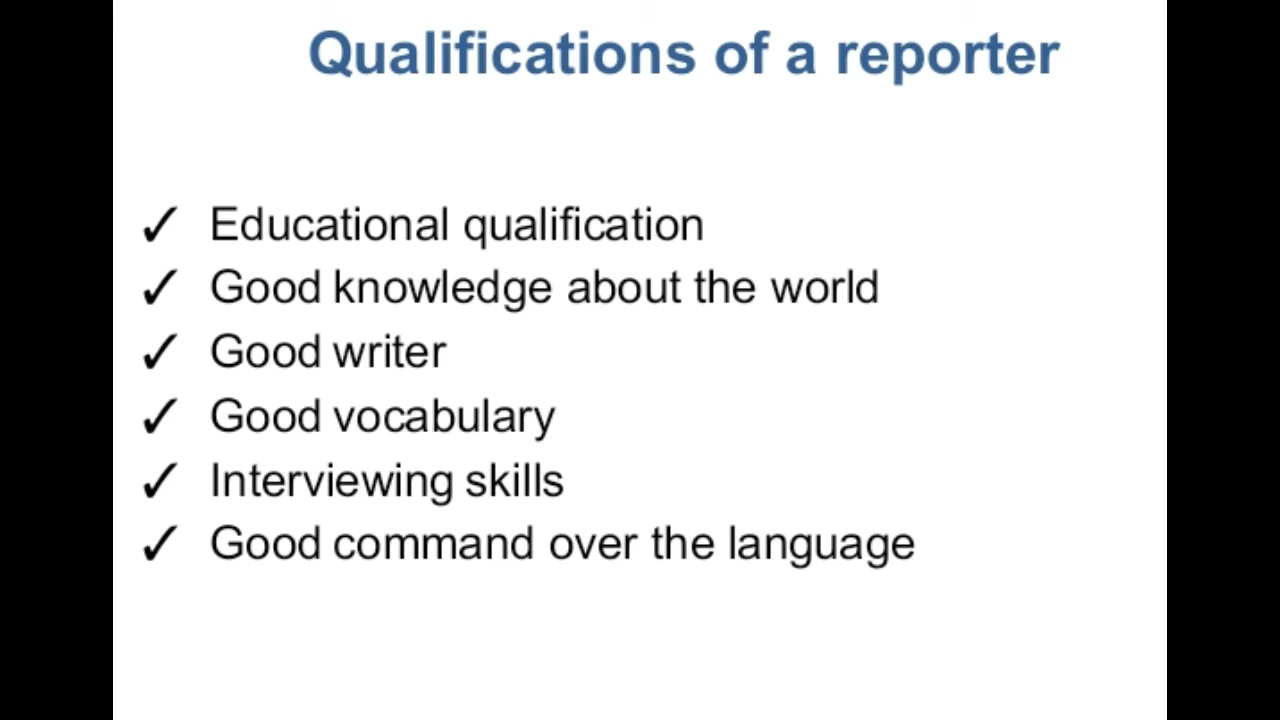 Qualifications of a reporter
✓ Educational qualification
✓ Good knowledge about the world
✓ Good writer
✓ Good vocabulary
✓ Interviewing skills
✓ Good command over the language